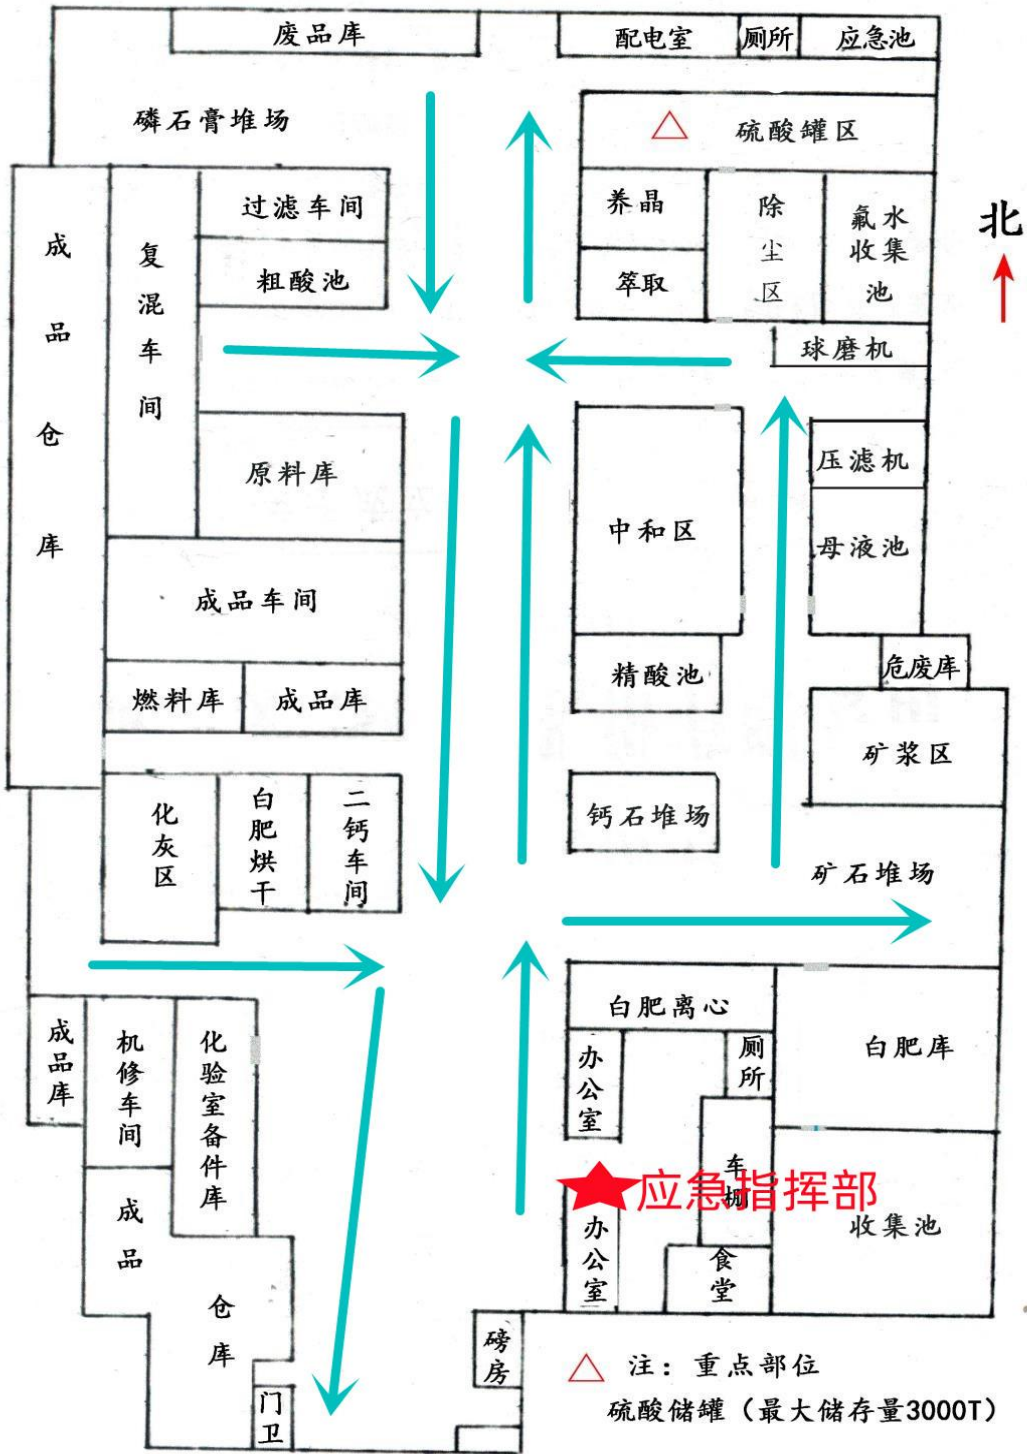 废品库
配电室
厕所
应急池
磷石膏堆场
硫酸罐区
成品仓库
复混车间
过滤车间
粗酸池
养晶
萃取
除尘区
氟水收集池
北
球磨机
原料库
中和区
压滤机
母液池
成品车间
燃料库
成品库
精酸池
危废库
矿浆区
化灰区
白肥烘干
二钙车间
钙石堆场
矿石堆场
成品库
机修车间
化验室备件库
白肥离心
办公室
厕所
白肥库
车棚
应急指挥部
成品
办公室
食堂
收集池
仓库
门卫
磅房
注：重点部位
硫酸储罐（最大储存量3000T）